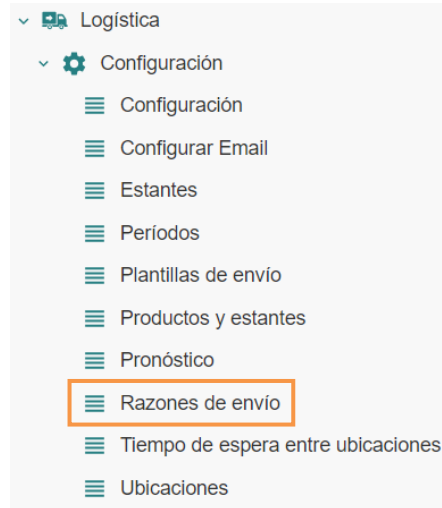 Logística
Configuración
Configuración
Configurar Email
Estantes
Períodos
Plantillas de envío
Productos y estantes
Pronóstico
Razones de envío
Tiempo de espera entre ubicaciones
Ubicaciones